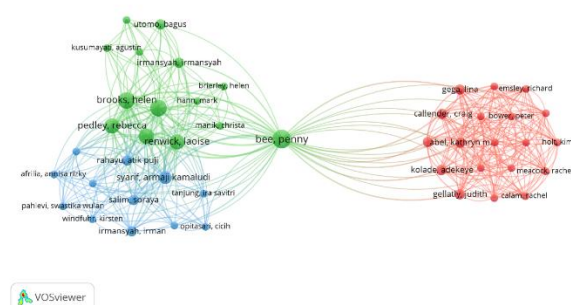 utomo, bagus
kusumayati, agustin
irmansyah, irmansyah
brierley, helen
brooks, helen
hann, mark
pedley, rebecca
manik, christa
renwick, laoise
bee, penny
rahayu, atik puji
afrilia, annisa rizky
syarif, armaji kamaludi
tanjung, ira savitri
salim, soraya
pahlevi, swastika wulan
windfuhr, kirsten
opitasari, cicih
irmansyah, irman
gega, lina
emsley, richard
callender, craig
bower, peter
abel, kathryn m.
holt, kim
kolade, adekeye
meacock, rache
gellatly, judith
calam, rachel
VOSviewer